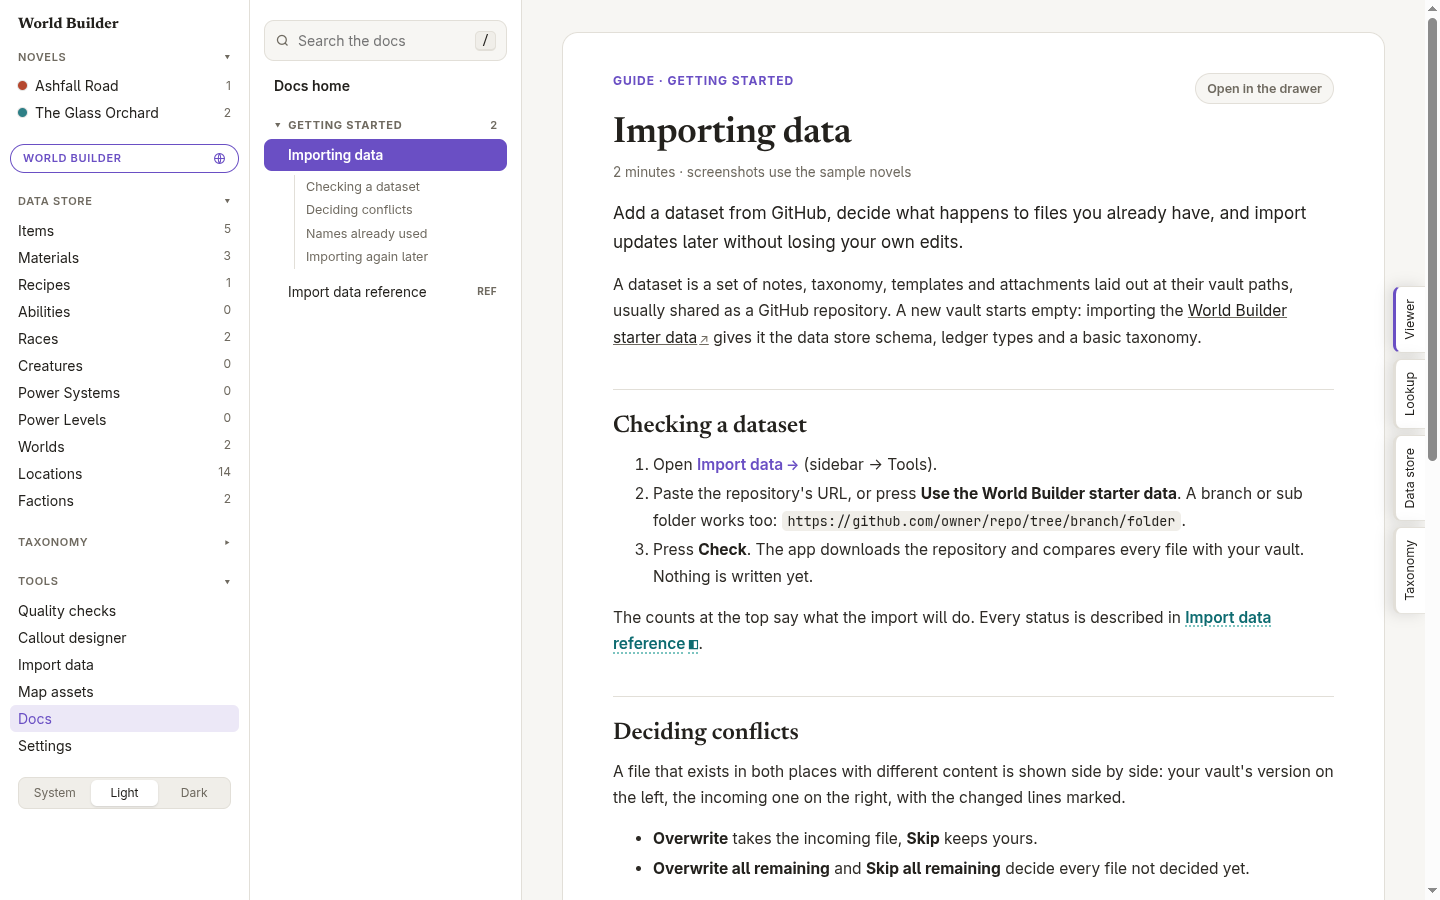 World Builder
NOVELS
Ashfall Road 1
The Glass Orchard 2
WORLD BUILDER
DATA STORE
Items 5
Materials 3
Recipes 1
Abilities 0
Races 2
Creatures 0
Power Systems 0
Power Levels 0
Worlds 2
Locations 14
Factions 2
TAXONOMY
TOOLS
Quality checks
Callout designer
Import data
Map assets
Docs
Settings
System Light Dark
Search the docs /
Docs home
GETTING STARTED 2
Importing data
Checking a dataset
Deciding conflicts
Names already used
Importing again later
Import data reference REF
GUIDE · GETTING STARTED
Open in the drawer
Importing data
2 minutes · screenshots use the sample novels
Add a dataset from GitHub, decide what happens to files you already have, and import
updates later without losing your own edits.
A dataset is a set of notes, taxonomy, templates and attachments laid out at their vault paths,
usually shared as a GitHub repository. A new vault starts empty: importing the World Builder
starter data ↗ gives it the data store schema, ledger types and a basic taxonomy.
Checking a dataset
1. Open Import data → (sidebar → Tools).
2. Paste the repository's URL, or press Use the World Builder starter data. A branch or sub
folder works too: https://github.com/owner/repo/tree/branch/folder.
3. Press Check. The app downloads the repository and compares every file with your vault.
Nothing is written yet.
The counts at the top say what the import will do. Every status is described in Import data
reference.
Deciding conflicts
A file that exists in both places with different content is shown side by side: your vault's version on
the left, the incoming one on the right, with the changed lines marked.
• Overwrite takes the incoming file, Skip keeps yours.
• Overwrite all remaining and Skip all remaining decide every file not decided yet.
Viewer
Lookup
Data store
Taxonomy